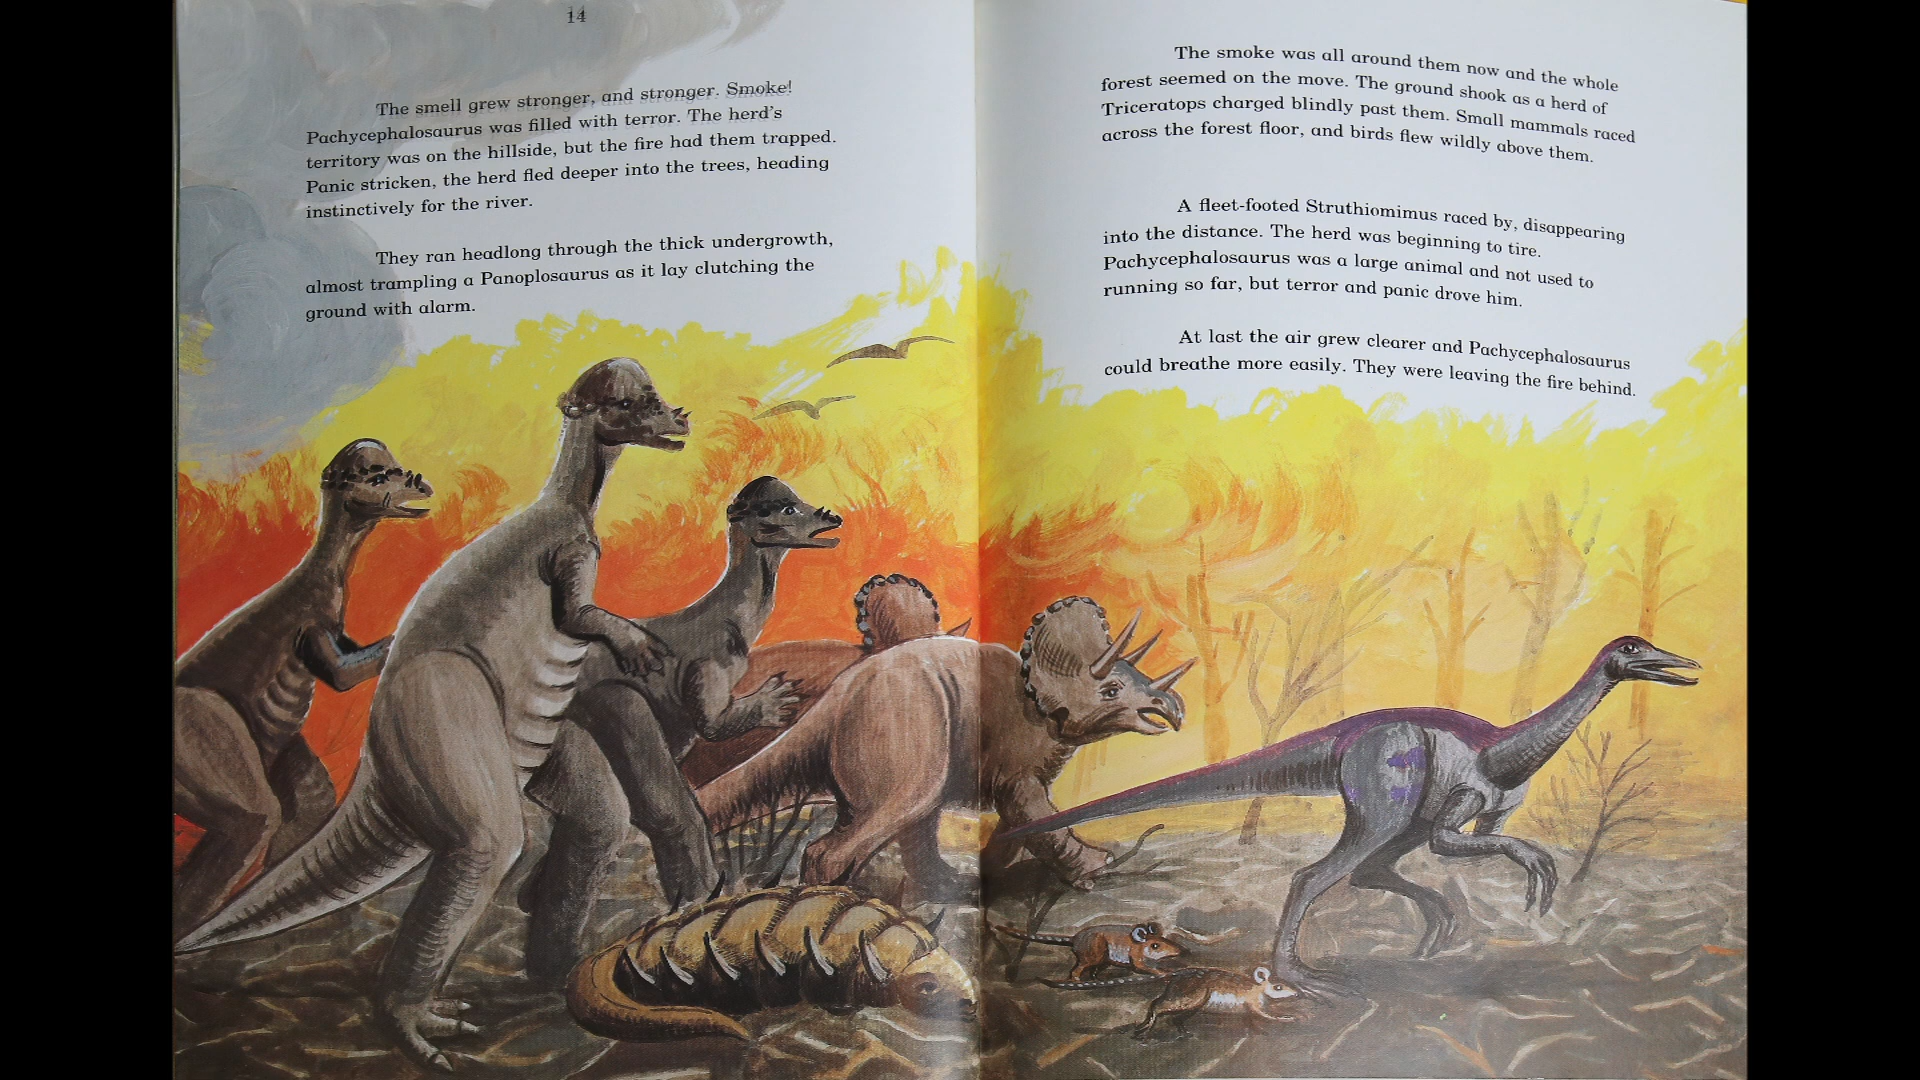 14
The smell grew stronger, and stronger. Smoke!
Pachycephalosaurus was filled with terror. The herd's
territory was on the hillside, but the fire had them trapped.
Panic stricken, the herd fled deeper into the trees, heading
instinctively for the river.
They ran headlong through the thick undergrowth,
almost trampling a Panoplosaurus as it lay clutching the
ground with alarm.
The smoke was all around them now and the whole
forest seemed on the move. The ground shook as a herd of
Triceratops charged blindly past them. Small mammals raced
across the forest floor, and birds flew wildly above them.
A fleet-footed Struthiomimus raced by, disappearing
into the distance. The herd was beginning to tire.
Pachycephalosaurus was a large animal and not used to
running so far, but terror and panic drove him.
At last the air grew clearer and Pachycephalosaurus
could breathe more easily. They were leaving the fire behind.